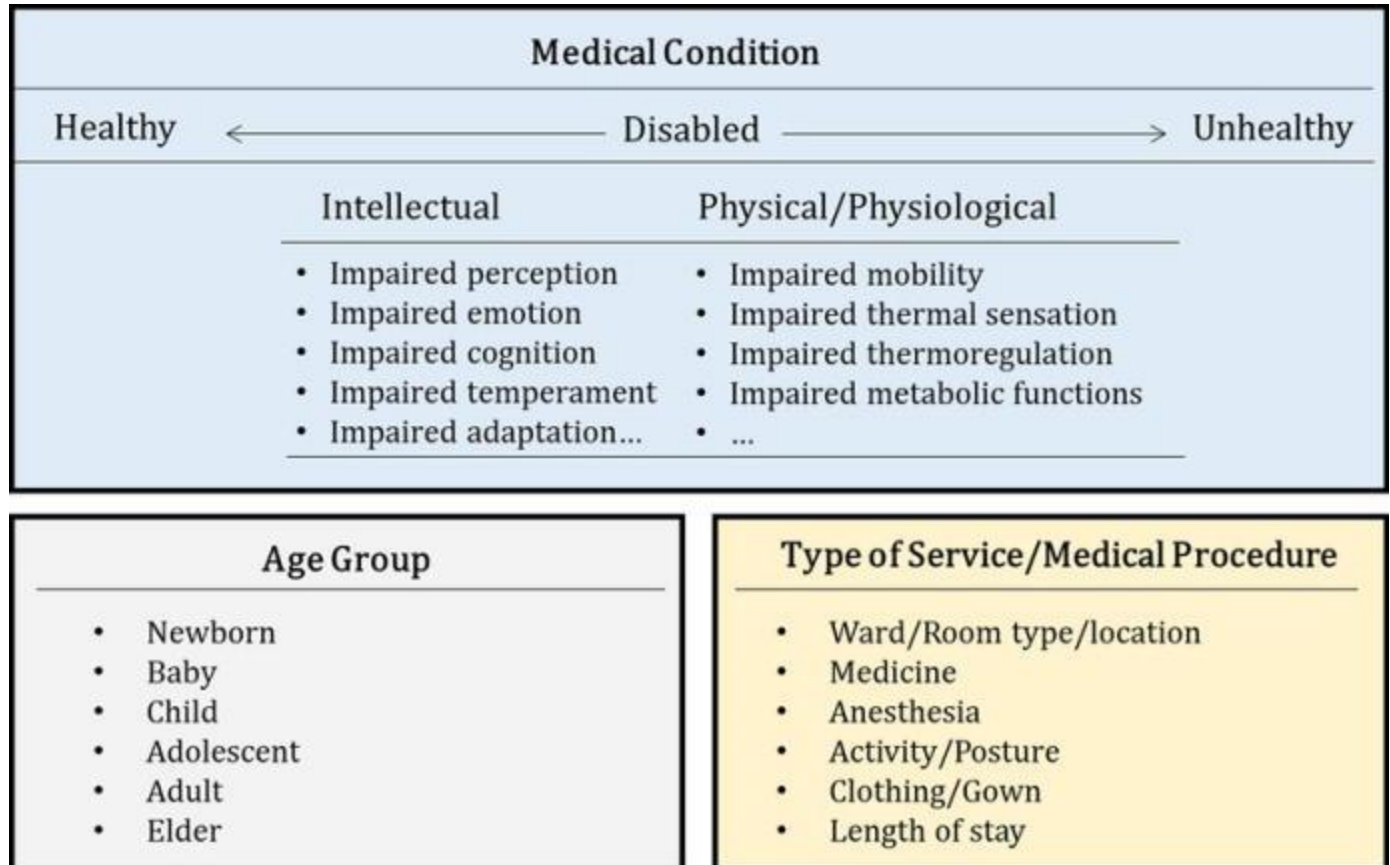 Medical Condition
Healthy Disabled Unhealthy
Intellectual Physical/Physiological
• Impaired perception • Impaired mobility
• Impaired emotion • Impaired thermal sensation
• Impaired cognition • Impaired thermoregulation
• Impaired temperament • Impaired metabolic functions
• Impaired adaptation... • ...
Age Group
• Newborn
• Baby
• Child
• Adolescent
• Adult
• Elder
Type of Service/Medical Procedure
• Ward/Room type/location
• Medicine
• Anesthesia
• Activity/Posture
• Clothing/Gown
• Length of stay